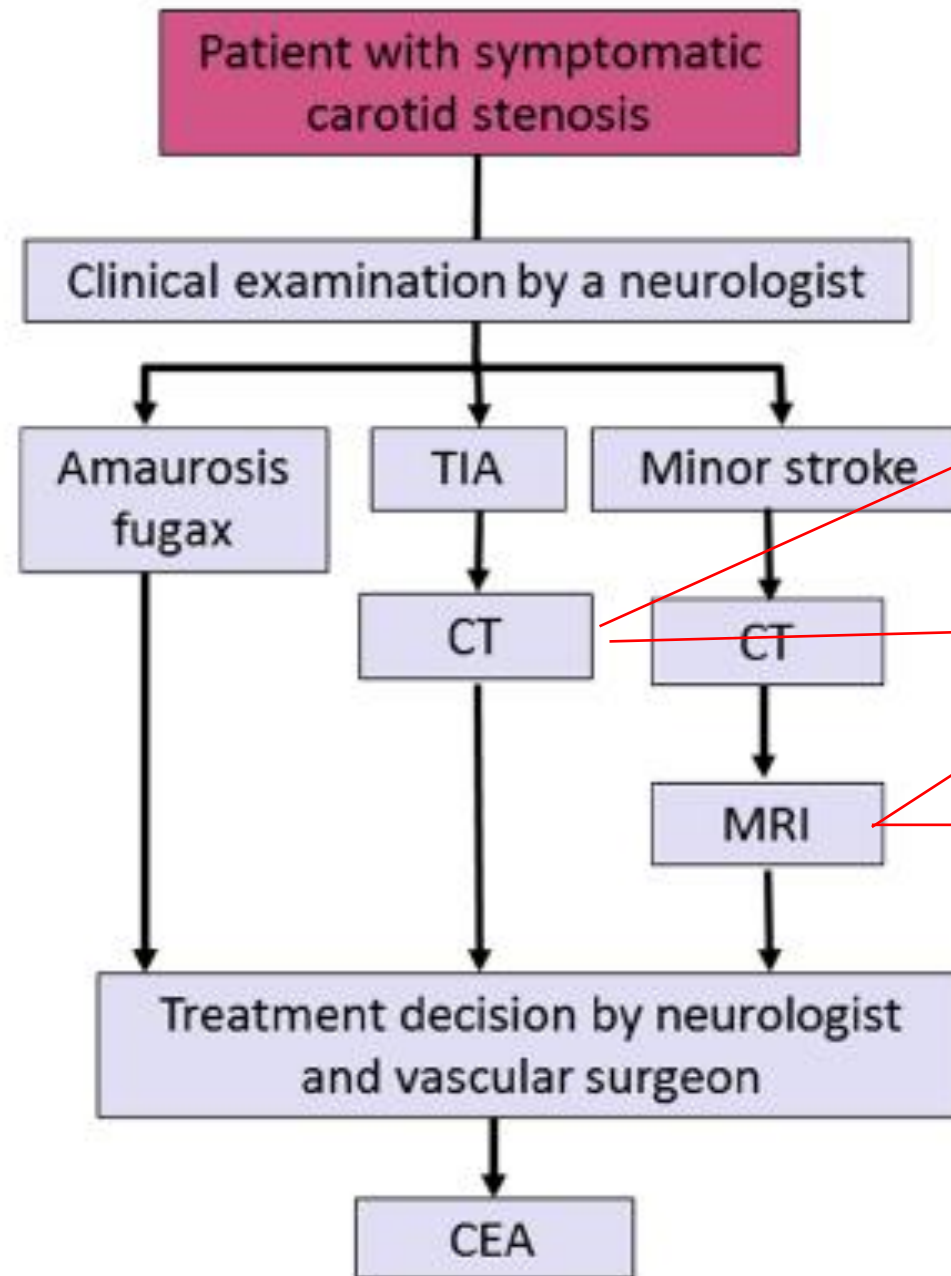 Patient with symptomatic
carotid stenosis
Clinical examination by a neurologist
Amaurosis
fugax
TIA
Minor stroke
CT
CT
MRI
Treatment decision by neurologist
and vascular surgeon
CEA